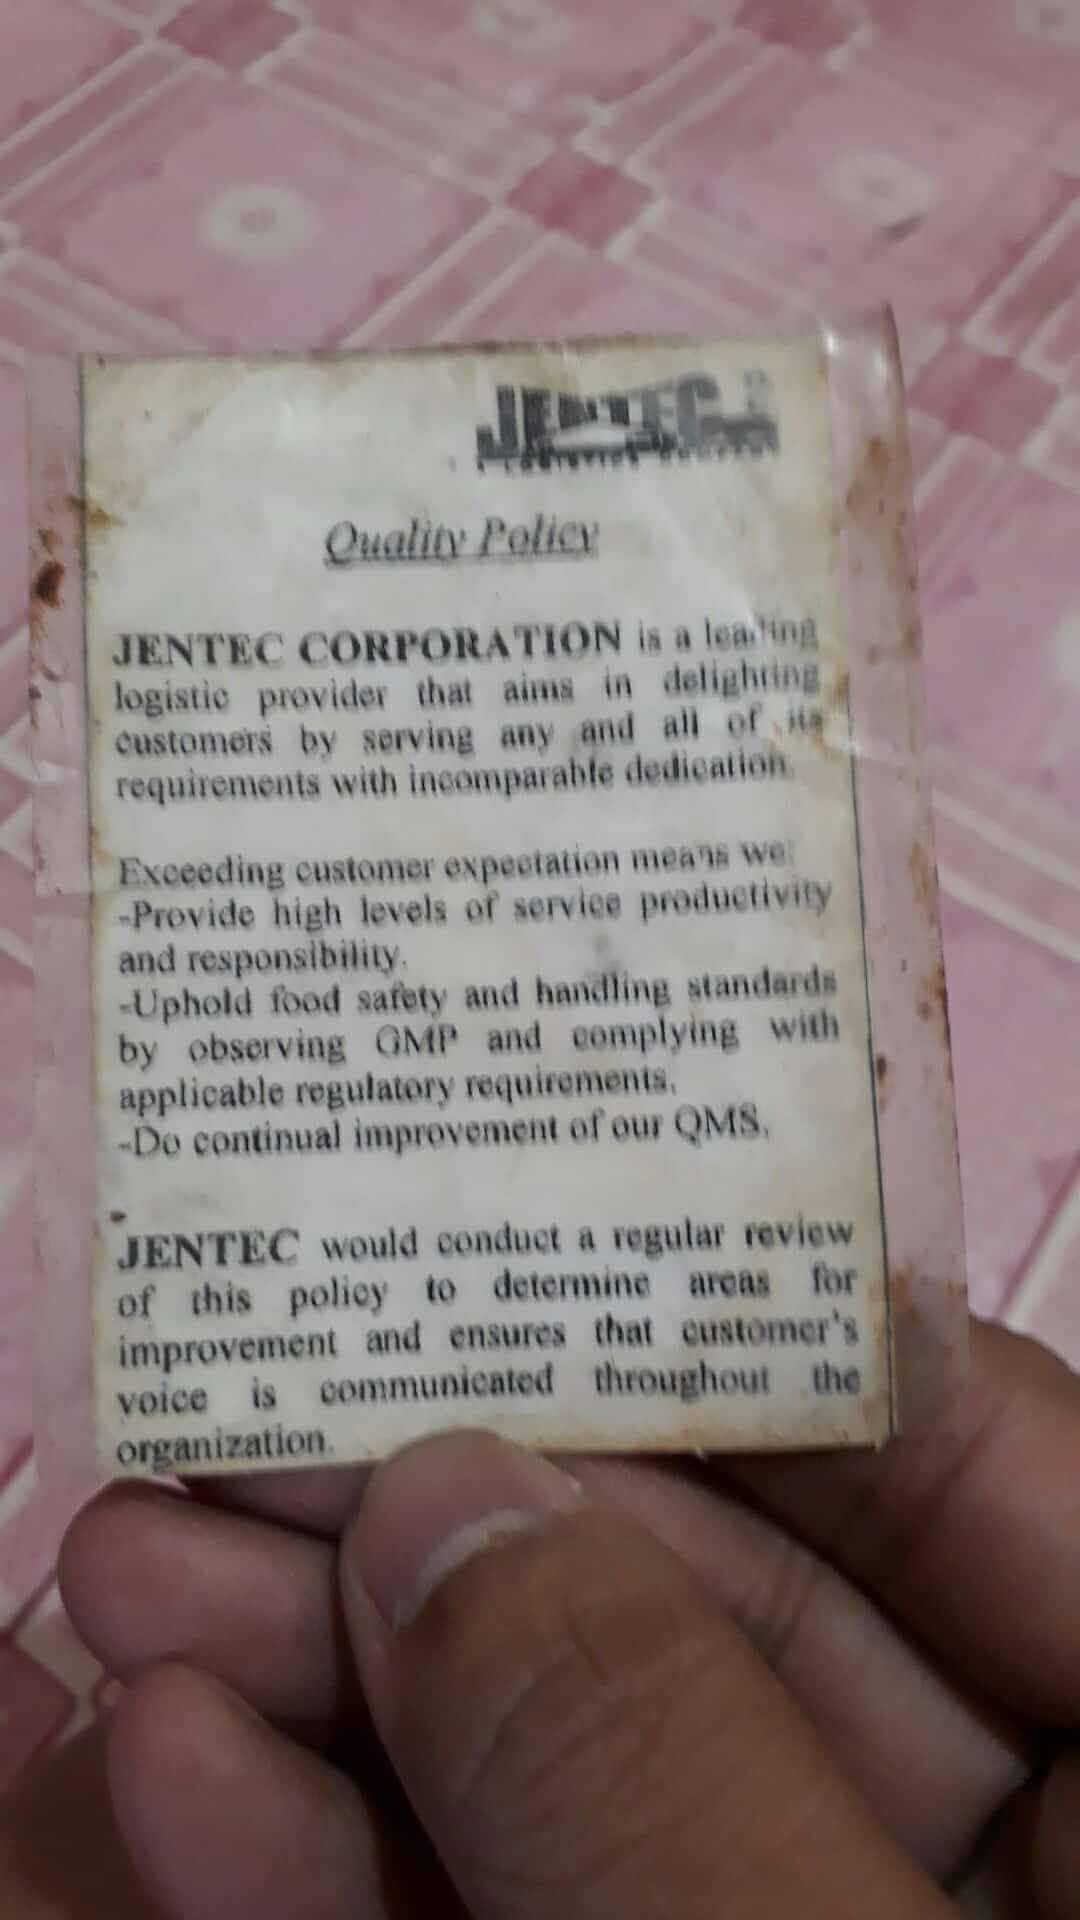 JENTEC
A LOGISTICS COMPANY
Quality Policy
JENTEC CORPORATION is a leading
logistic provider that aims in delighting
customers by serving any and all of its
requirements with incomparable dedication.
Exceeding customer expectation means we:
-Provide high levels of service productivity
and responsibility.
-Uphold food safety and handling standards
by observing GMP and complying with
applicable regulatory requirements.
-Do continual improvement of our QMS.
JENTEC would conduct a regular review
of this policy to determine areas for
improvement and ensures that customer's
voice is communicated throughout the
organization.